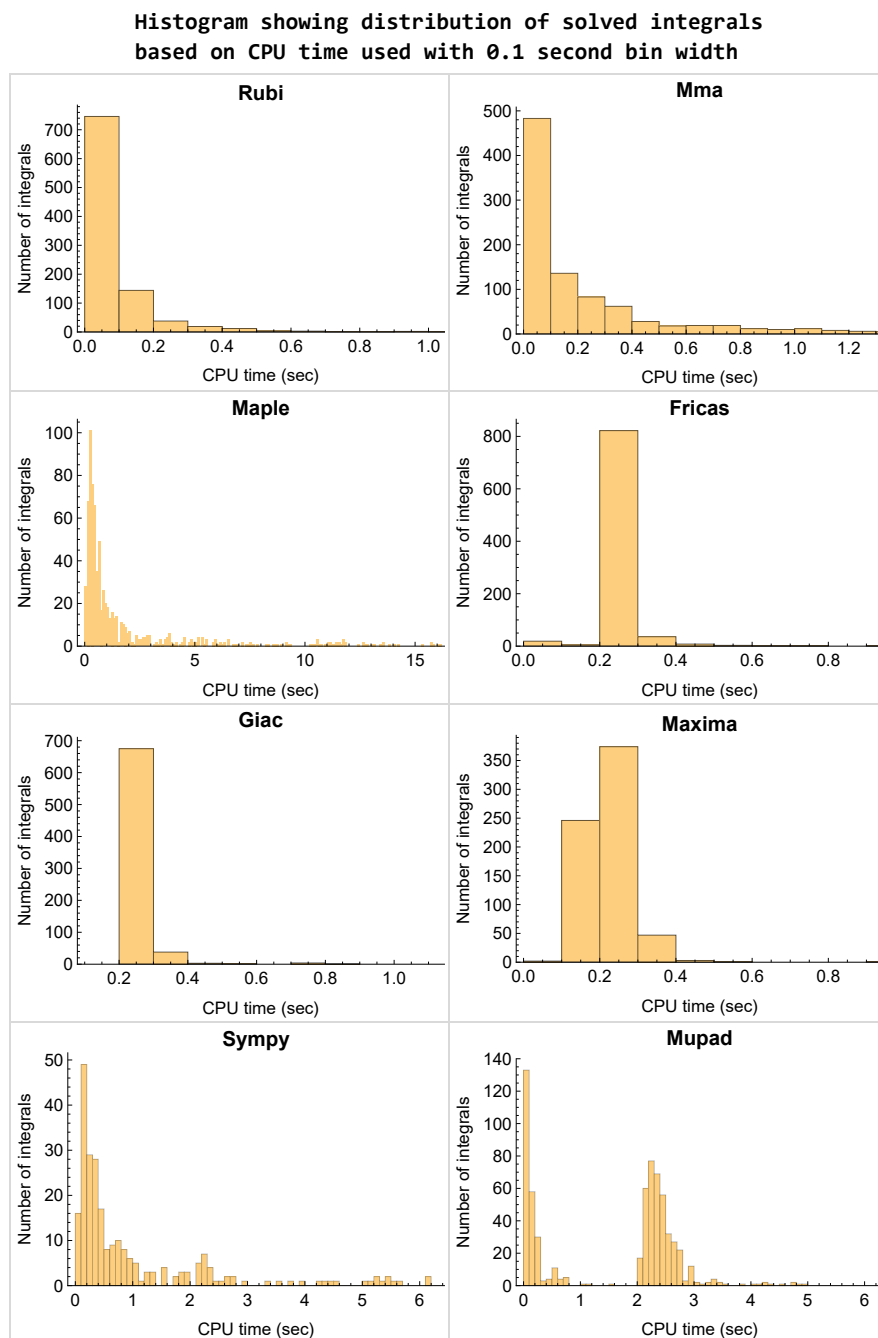 Histogram showing distribution of solved integrals
based on CPU time used with 0.1 second bin width
Rubi
Number of integrals
700
600
500
400
300
200
100
0
0.0 0.2 0.4 0.6 0.8 1.0
CPU time (sec)
Mma
Number of integrals
500
400
300
200
100
0
0.0 0.2 0.4 0.6 0.8 1.0 1.2
CPU time (sec)
Maple
Number of integrals
100
80
60
40
20
0
0 5 10 15
CPU time (sec)
Fricas
Number of integrals
800
600
400
200
0
0.0 0.2 0.4 0.6 0.8
CPU time (sec)
Giac
Number of integrals
700
600
500
400
300
200
100
0
0.2 0.4 0.6 0.8 1.0
CPU time (sec)
Maxima
Number of integrals
350
300
250
200
150
100
50
0
0.0 0.2 0.4 0.6 0.8
CPU time (sec)
Sympy
Number of integrals
50
40
30
20
10
0
0 1 2 3 4 5 6
CPU time (sec)
Mupad
Number of integrals
140
120
100
80
60
40
20
0
0 1 2 3 4 5 6
CPU time (sec)